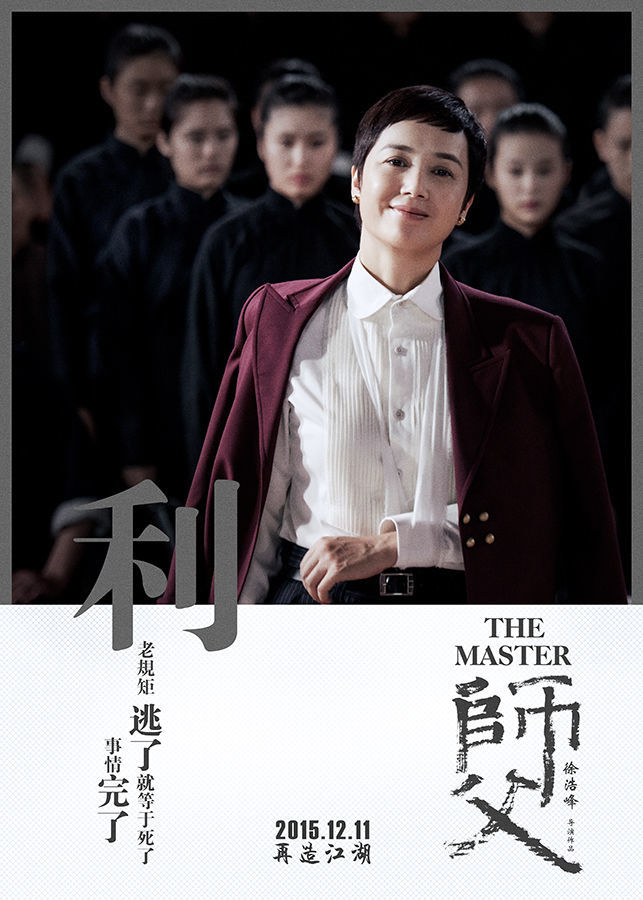 利
老規矩
逃了就等于死了
事情完了
THE
MASTER
師父
徐浩峰
导演作品
2015.12.11
再造江湖